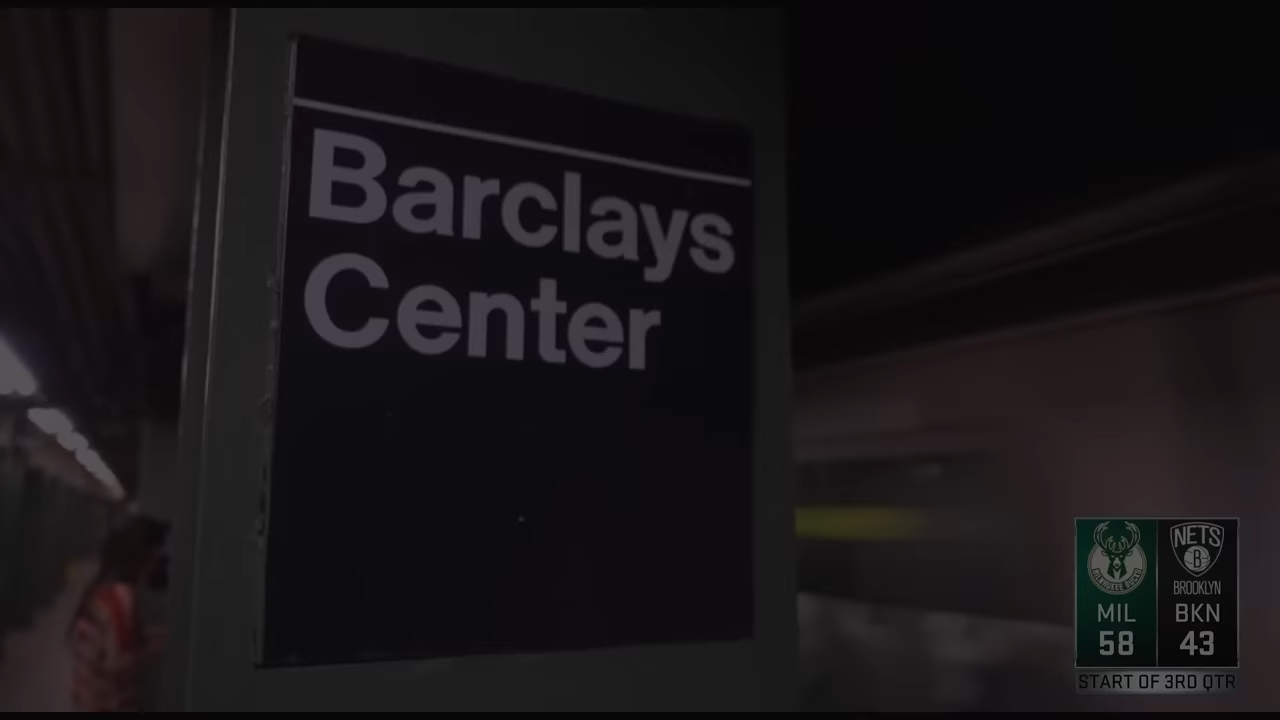 Barclays
Center
NETS
B
BROOKLYN
MIL BKN
58 43
START OF 3RD QTR